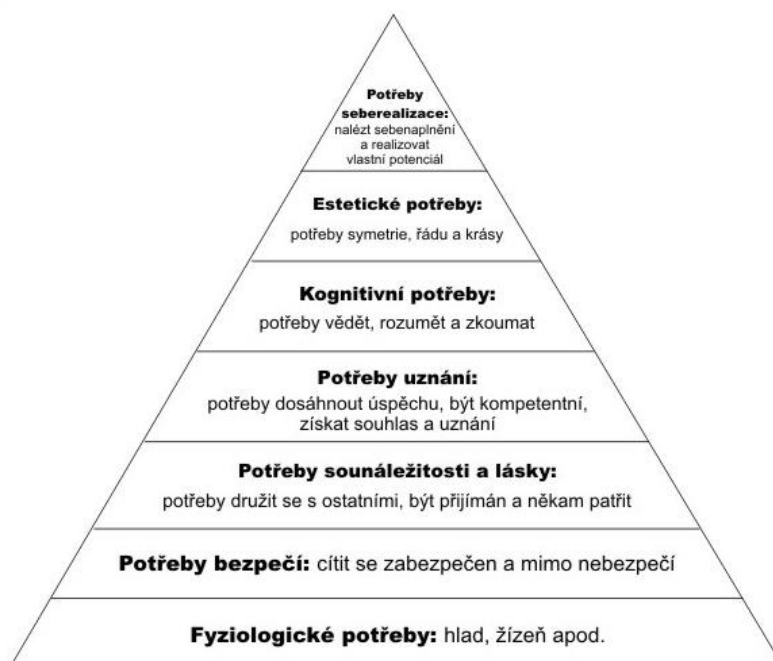 Potřeby
seberealizace:
nalézt sebenaplnění
a realizovat
vlastní potenciál
Estetické potřeby:
potřeby symetrie, řádu a krásy
Kognitivní potřeby:
potřeby vědět, rozumět a zkoumat
Potřeby uznání:
potřeby dosáhnout úspěchu, být kompetentní,
získat souhlas a uznání
Potřeby sounáležitosti a lásky:
potřeby družit se s ostatními, být přijímán a někam patřit
Potřeby bezpečí: cítit se zabezpečen a mimo nebezpečí
Fyziologické potřeby: hlad, žízeň apod.